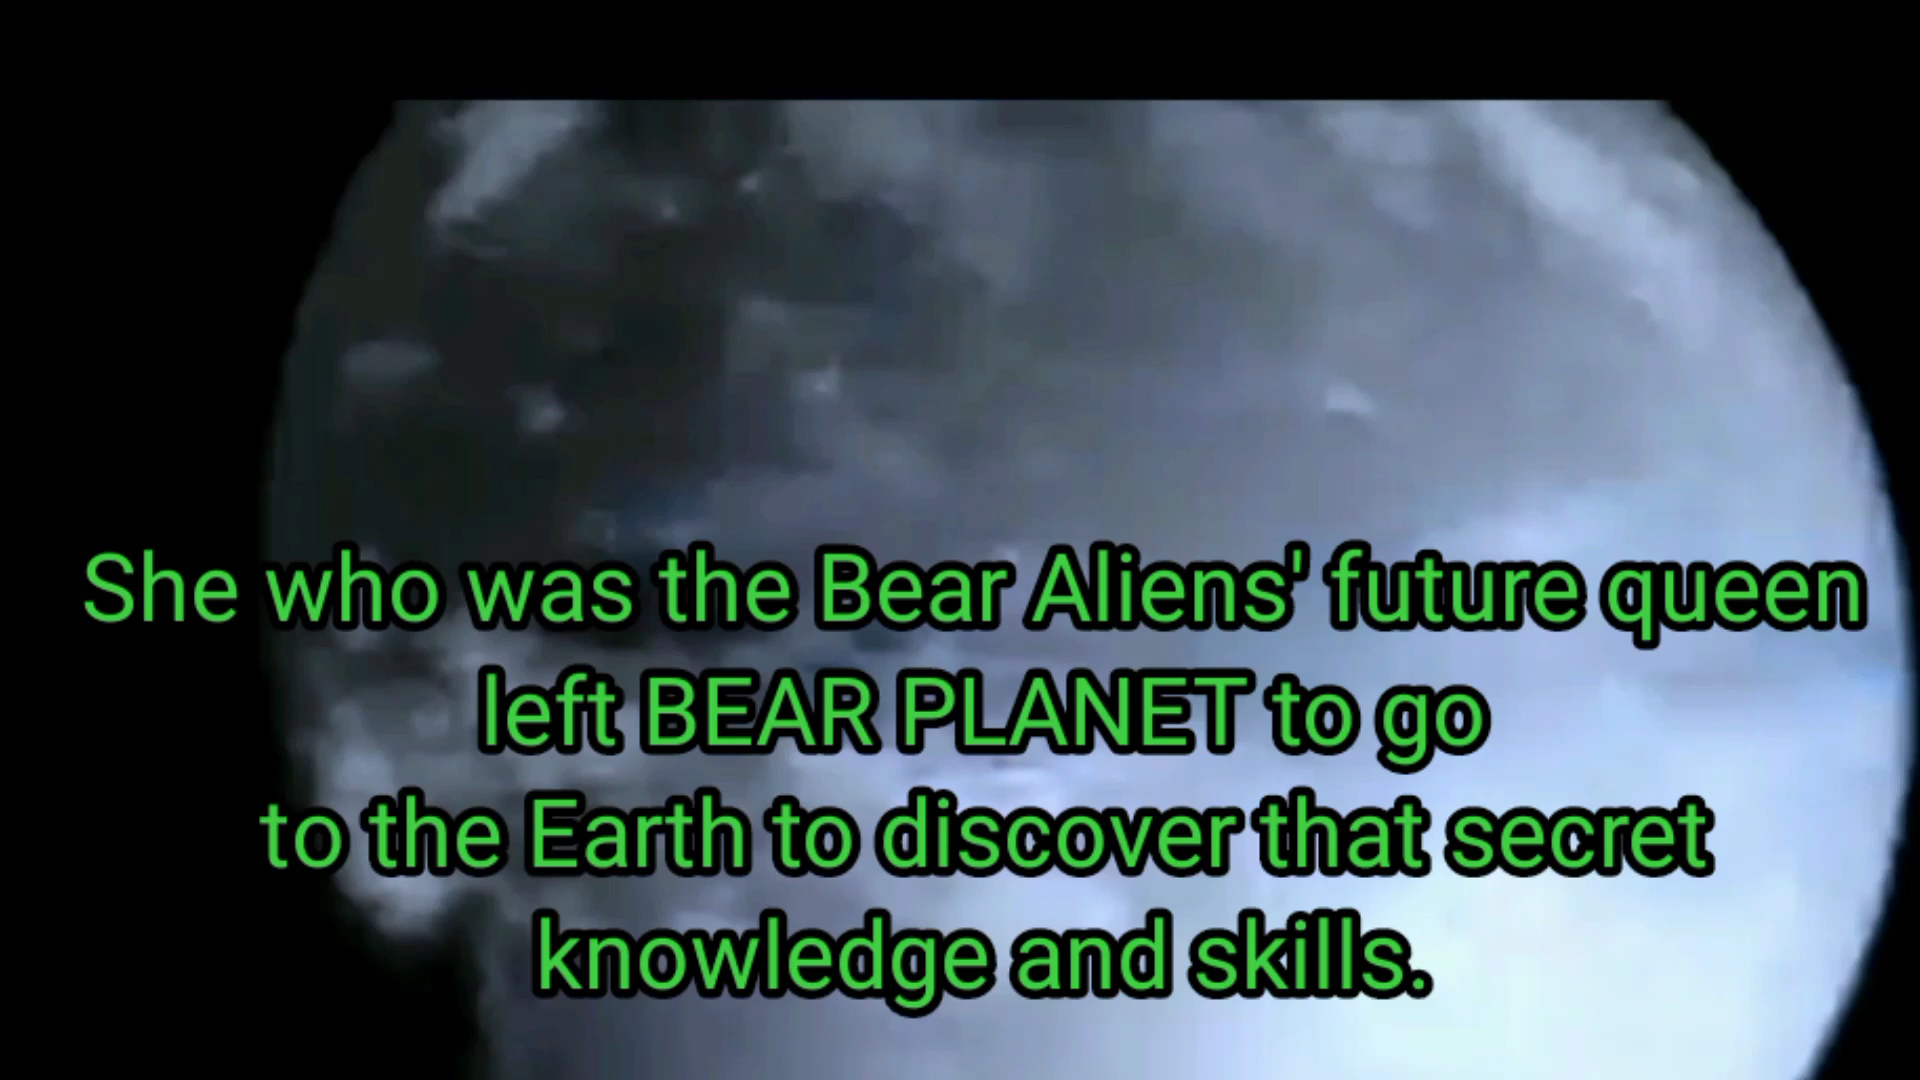 She who was the Bear Aliens' future queen
left BEAR PLANET to go
to the Earth to discover that secret
knowledge and skills.